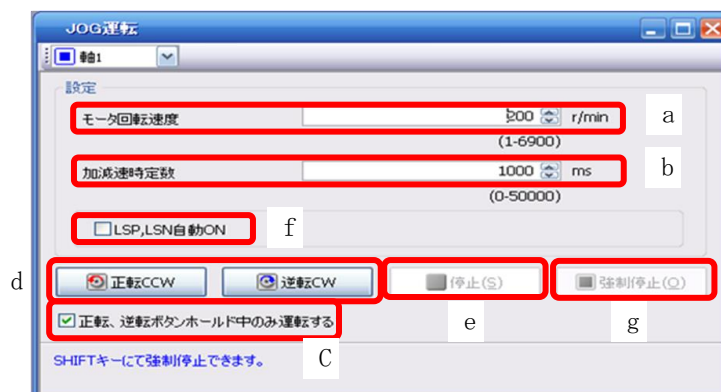 JOG運転
軸1
設定
モータ回転速度 200 r/min a
(1-6900)
加減速時定数 1000 ms b
(0-50000)
LSP,LSN自動ON f
d 正転CCW 逆転CW 停止(S) 強制停止(O)
正転、逆転ボタンホールド中のみ運転する e g
SHIFTキーにて強制停止できます。 C